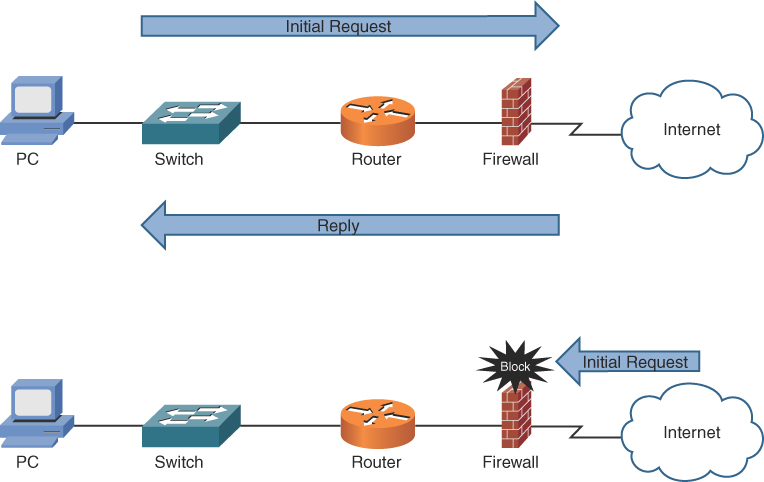 Initial Request
Internet
PC
Switch
Router
Firewall
Reply
Block
Initial Request
Internet
PC
Switch
Router
Firewall